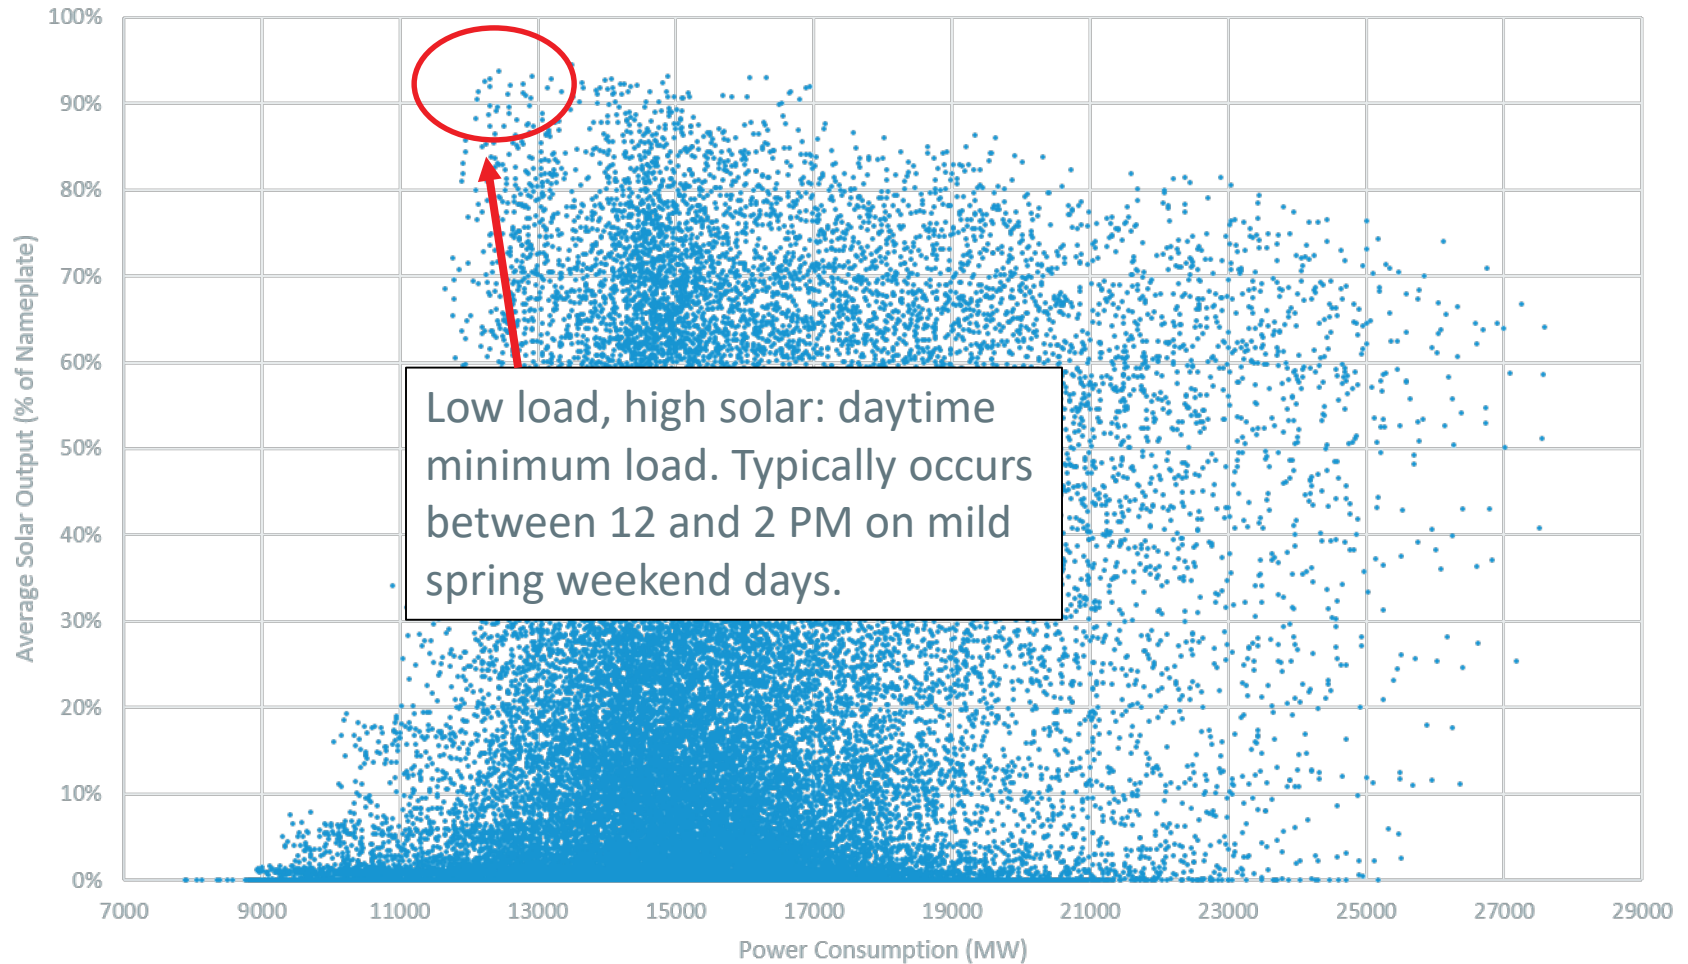 100%
90%
80%
70%
60%
50%
40%
30%
20%
10%
0%
Average Solar Output (% of Nameplate)
Low load, high solar: daytime
minimum load. Typically occurs
between 12 and 2 PM on mild
spring weekend days.
7000 9000 11000 13000 15000 17000 19000 21000 23000 25000 27000 29000
Power Consumption (MW)